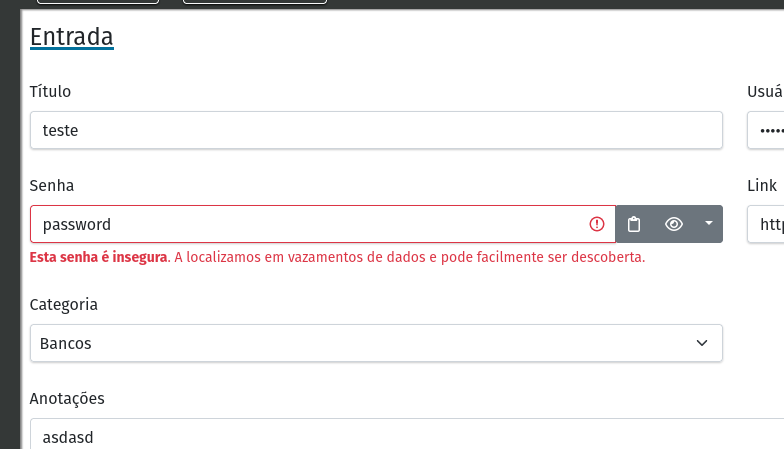 Entrada
Título
Usuá
teste
Senha
Link
password
http
Esta senha é insegura. A localizamos em vazamentos de dados e pode facilmente ser descoberta.
Categoria
Bancos
Anotações
asdasd